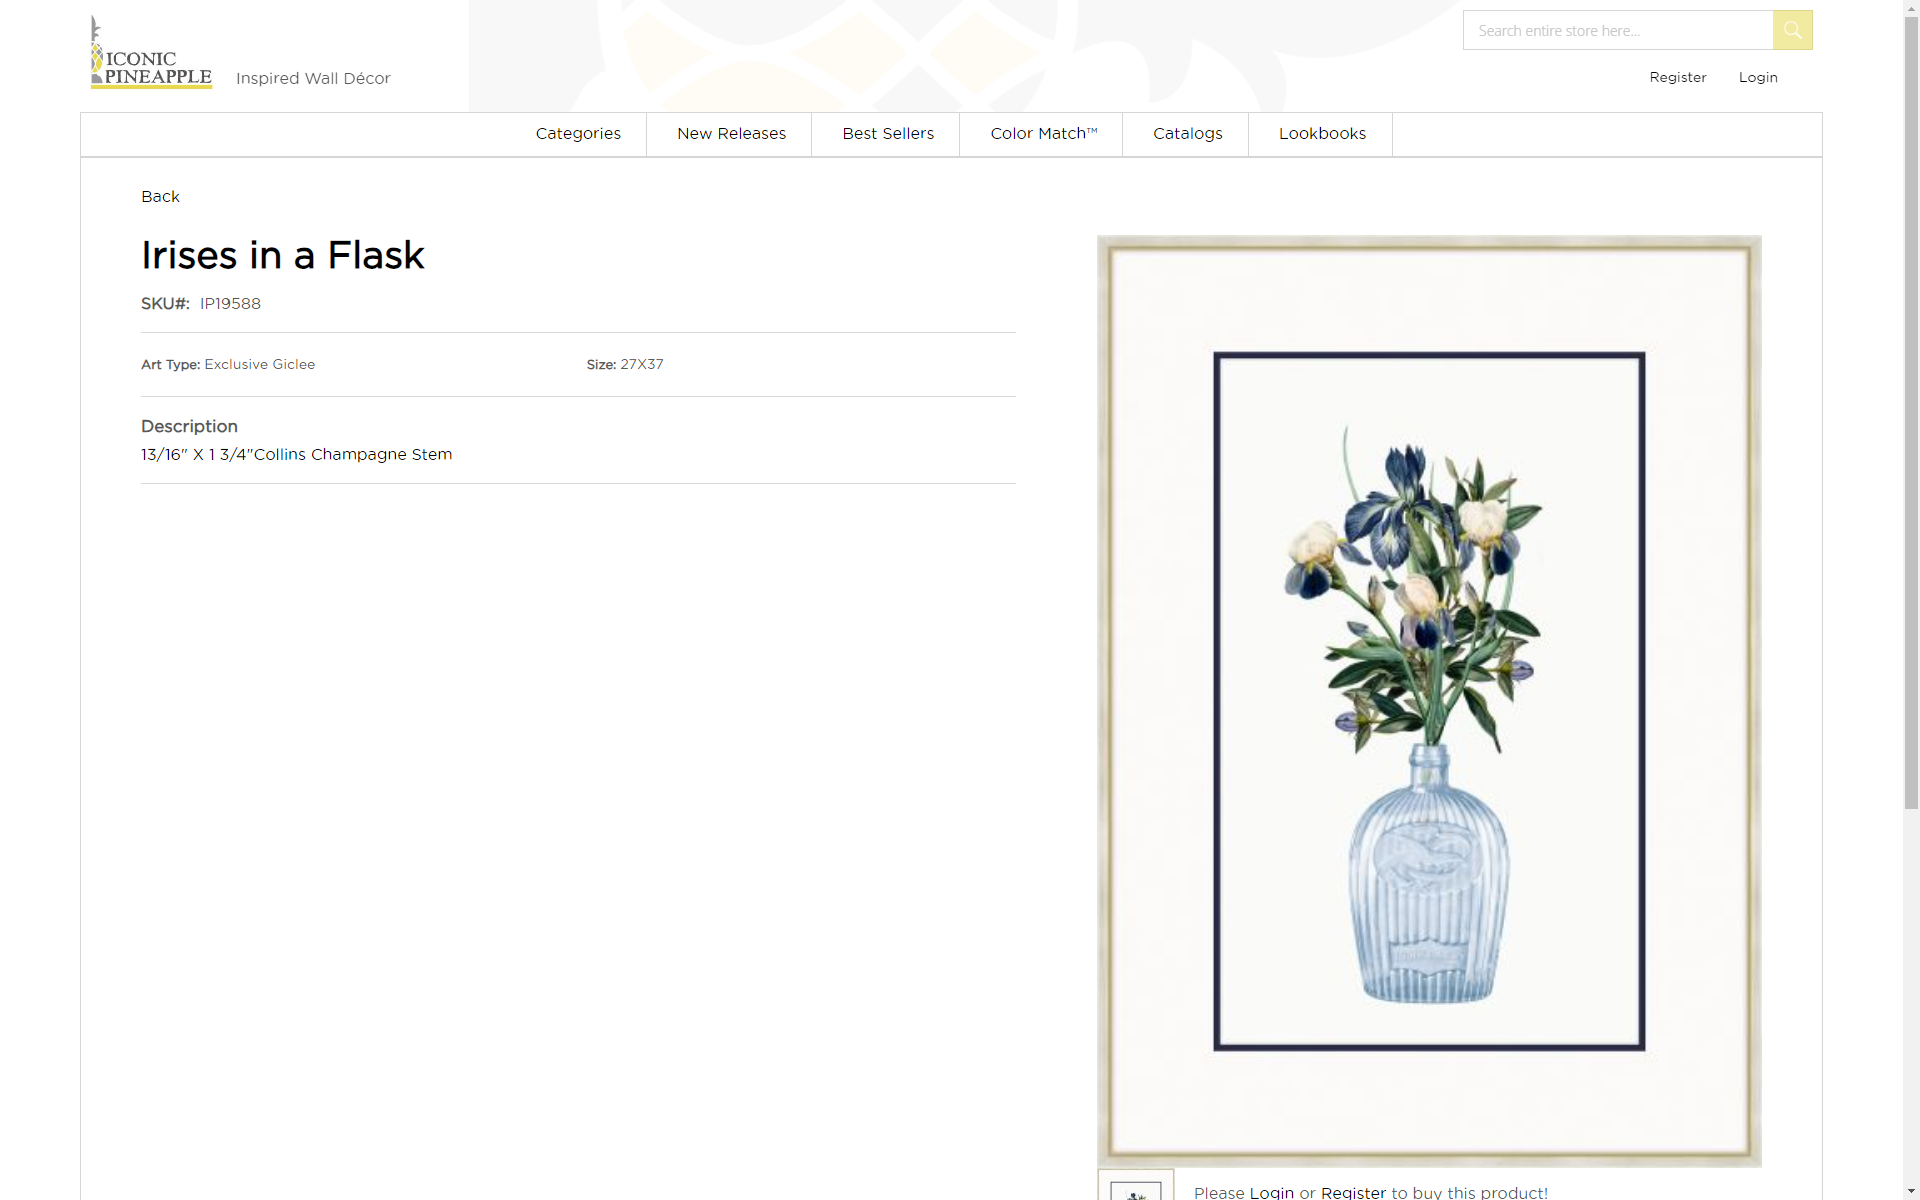 ICONIC
PINEAPPLE
Inspired Wall Décor
Search entire store here...
Register
Login
Categories
New Releases
Best Sellers
Color Match™
Catalogs
Lookbooks
Back
Irises in a Flask
SKU#: IP19588
Art Type: Exclusive Giclee
Size: 27X37
Description
13/16" X 1 3/4"Collins Champagne Stem
Please Login or Register to buy this product!